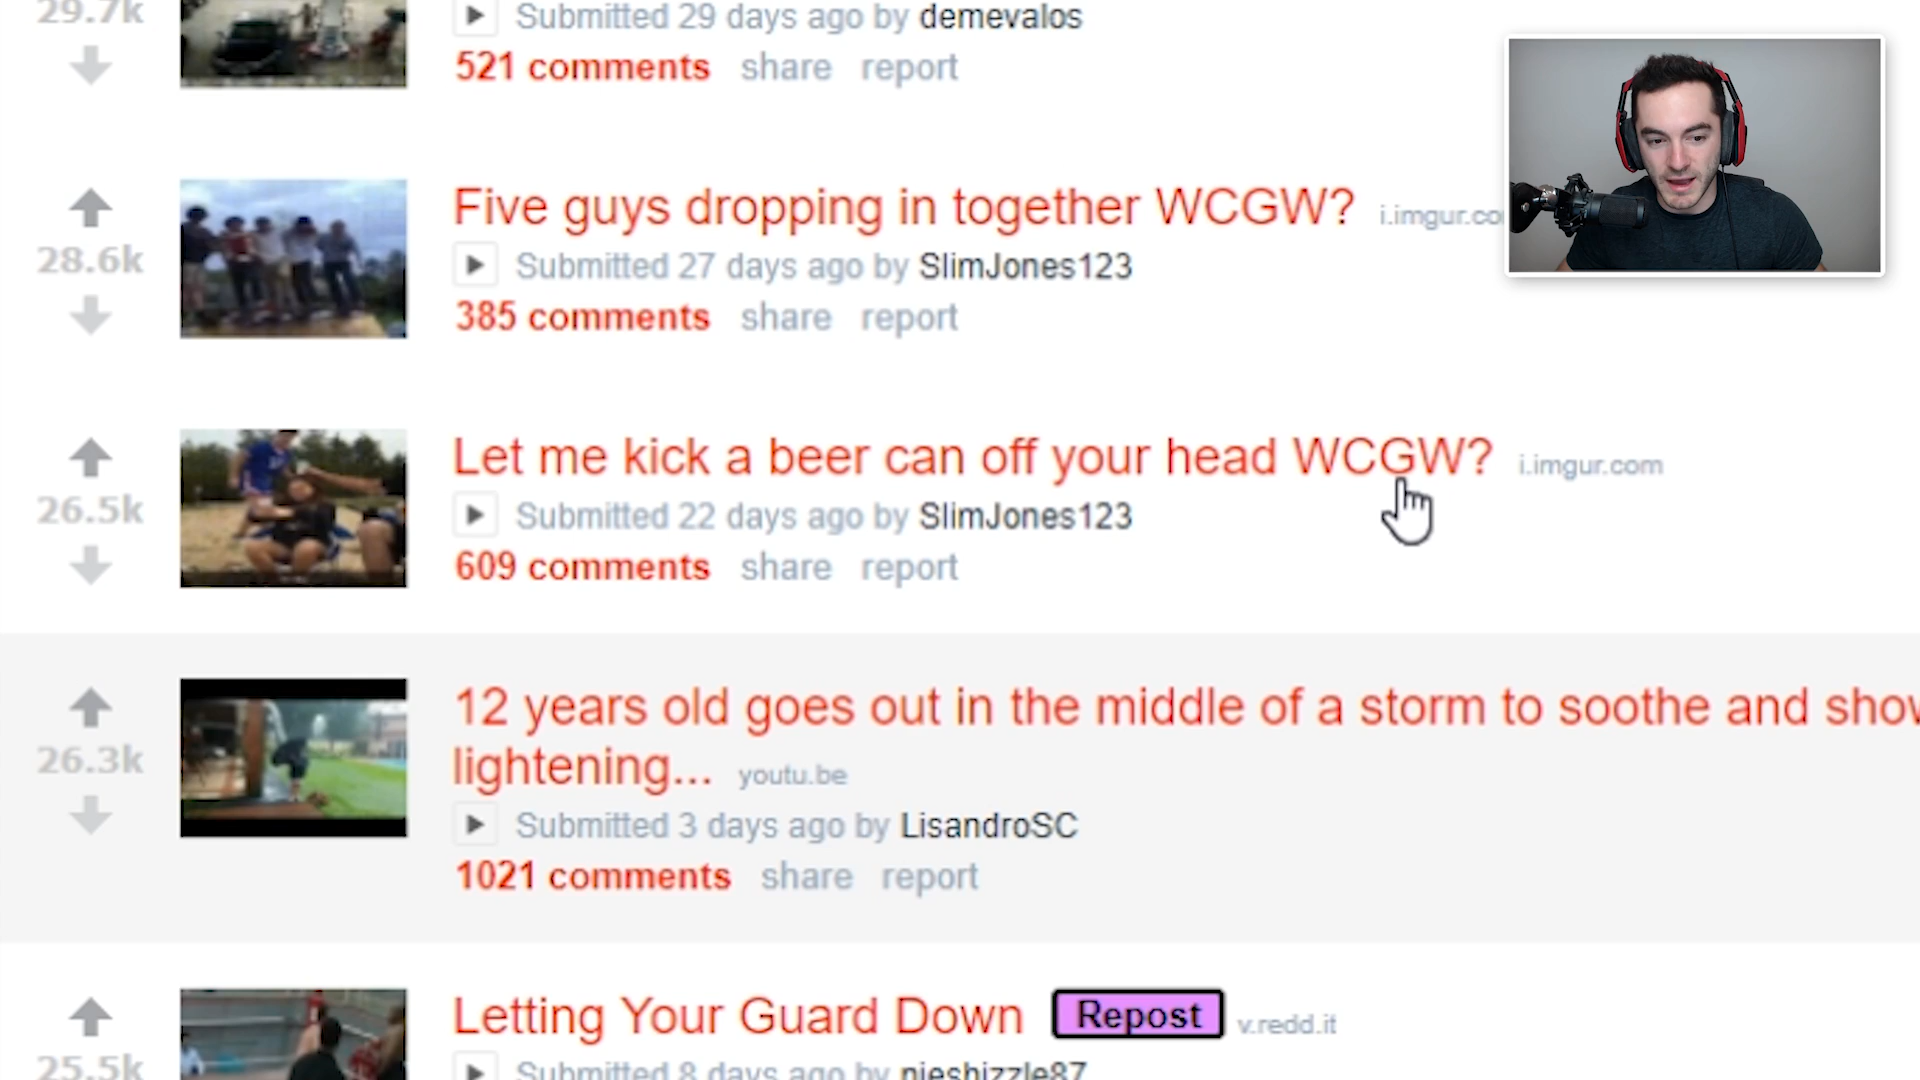 29.7k
Submitted 29 days ago by demevalos
521 comments share report
Five guys dropping in together WCGW? i.imgur.co
28.6k
Submitted 27 days ago by SlimJones123
385 comments share report
Let me kick a beer can off your head WCGW? i.imgur.com
26.5k
Submitted 22 days ago by SlimJones123
609 comments share report
12 years old goes out in the middle of a storm to soothe and show
lightening... youtu.be
26.3k
Submitted 3 days ago by LisandroSC
1021 comments share report
Letting Your Guard Down Repost v.redd.it
25.5k
Submitted 8 days ago by nieshizzle87